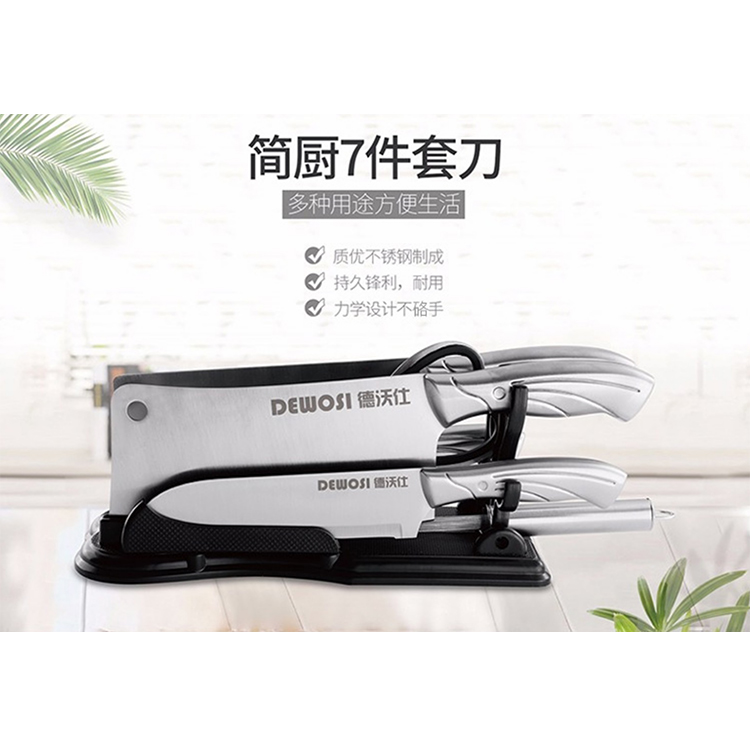 简厨7件套刀
多种用途方便生活
质优不锈钢制成
持久锋利，耐用
力学设计不硌手
DEWOSI 德沃仕
DEWOSI 德沃仕